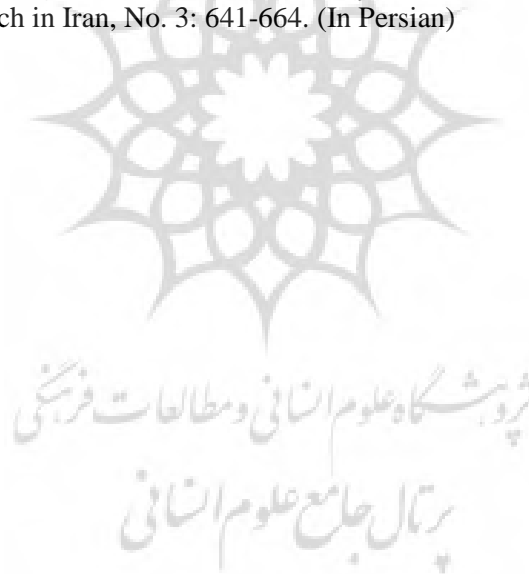 ch in Iran, No. 3: 641-664. (In Persian)
پژوهشگاه علوم انسانی و مطالعات فرهنگی
پرتال جامع علوم انسانی